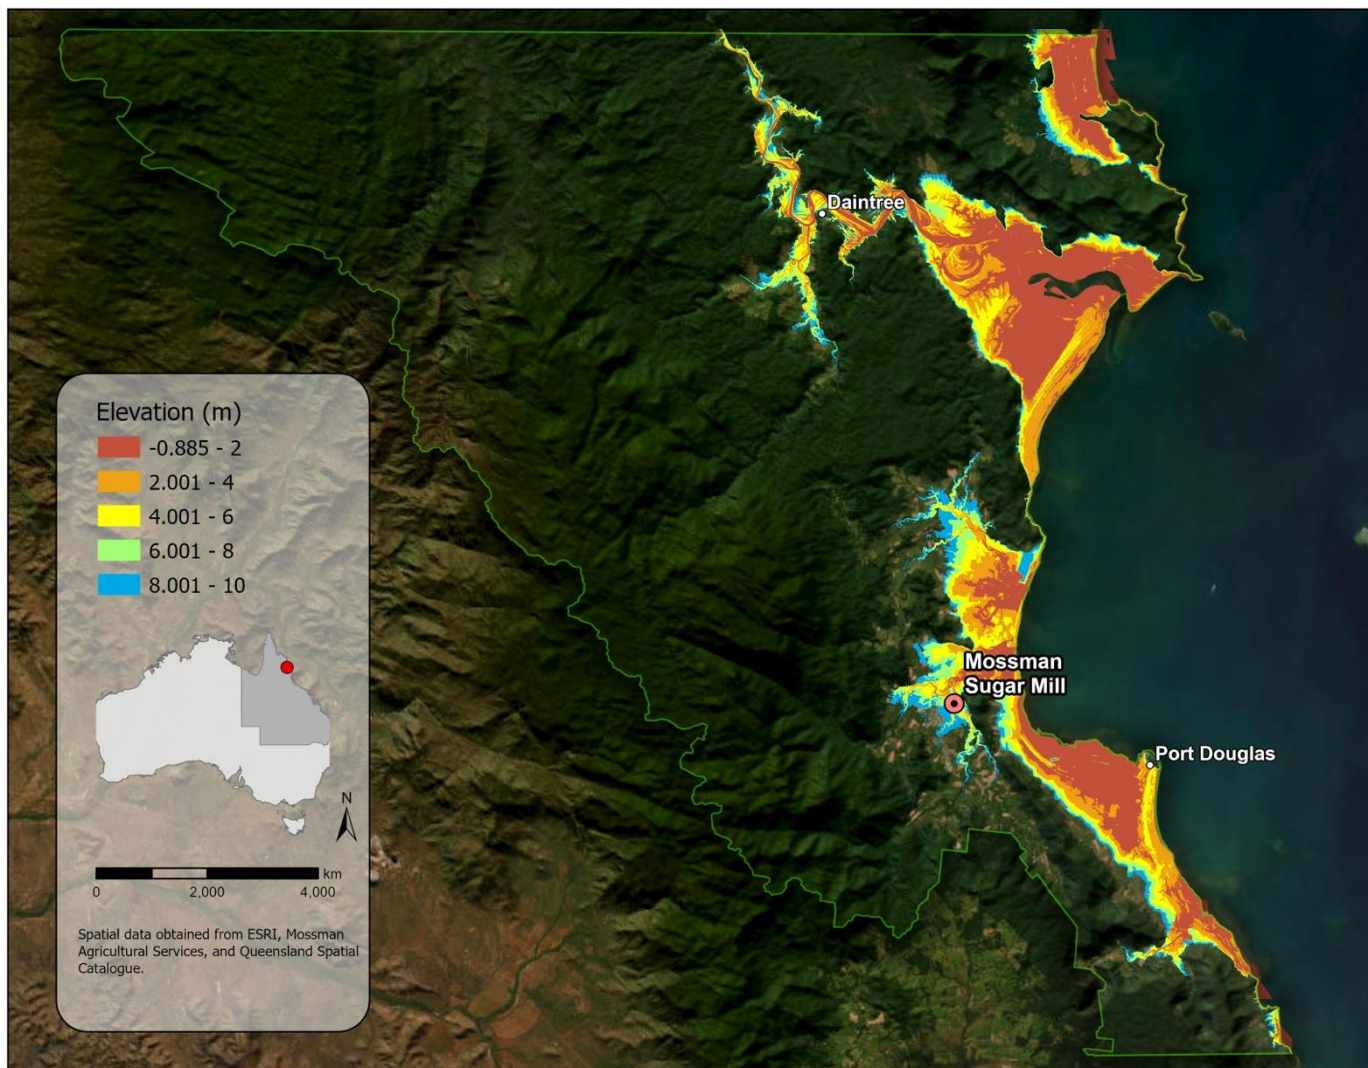 Daintree
Elevation (m)
-0.885 - 2
2.001 - 4
4.001 - 6
6.001 - 8
8.001 - 10
Mossman
Sugar Mill
Port Douglas
N
km
0 2,000 4,000
Spatial data obtained from ESRI, Mossman
Agricultural Services, and Queensland Spatial
Catalogue.